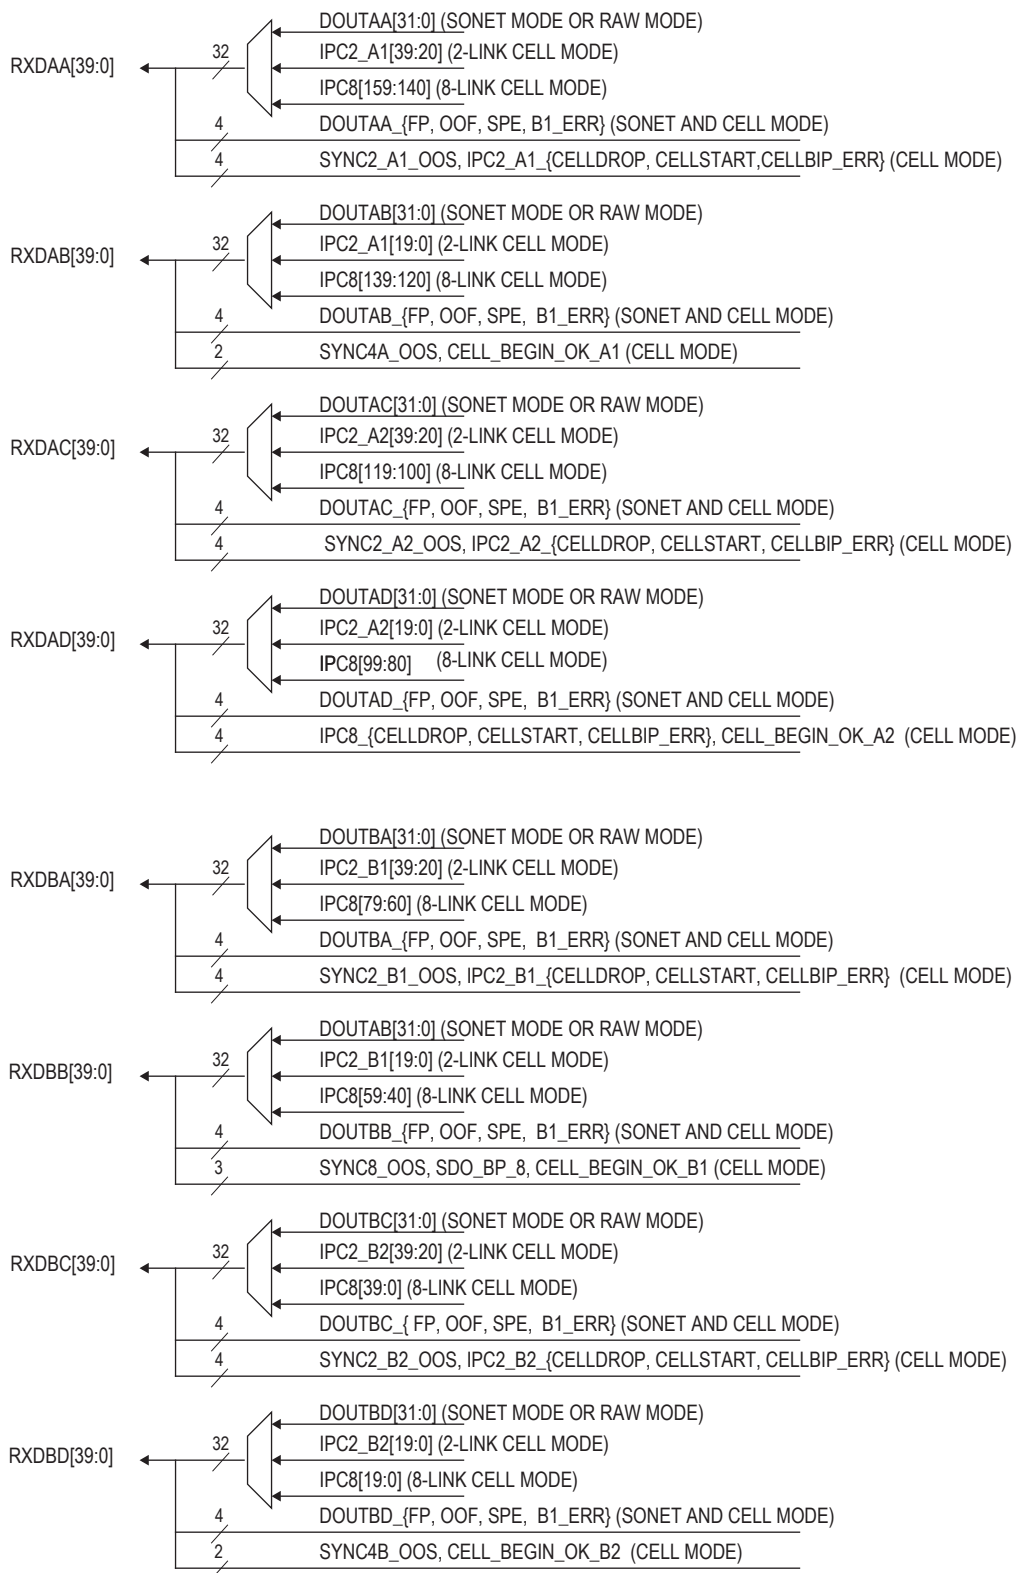 DOUTAA[31:0] (SONET MODE OR RAW MODE)
RXDAA[39:0] 32 IPC2_A1[39:20] (2-LINK CELL MODE)
IPC8[159:140] (8-LINK CELL MODE)
4 DOUTAA_{FP, OOF, SPE, B1_ERR} (SONET AND CELL MODE)
4 SYNC2_A1_OOS, IPC2_A1_{CELLDROP, CELLSTART,CELLBIP_ERR} (CELL MODE)
DOUTAB[31:0] (SONET MODE OR RAW MODE)
RXDAB[39:0] 32 IPC2_A1[19:0] (2-LINK CELL MODE)
IPC8[139:120] (8-LINK CELL MODE)
4 DOUTAB_{FP, OOF, SPE, B1_ERR} (SONET AND CELL MODE)
2 SYNC4A_OOS, CELL_BEGIN_OK_A1 (CELL MODE)
DOUTAC[31:0] (SONET MODE OR RAW MODE)
RXDAC[39:0] 32 IPC2_A2[39:20] (2-LINK CELL MODE)
IPC8[119:100] (8-LINK CELL MODE)
4 DOUTAC_{FP, OOF, SPE, B1_ERR} (SONET AND CELL MODE)
4 SYNC2_A2_OOS, IPC2_A2_{CELLDROP, CELLSTART, CELLBIP_ERR} (CELL MODE)
DOUTAD[31:0] (SONET MODE OR RAW MODE)
RXDAD[39:0] 32 IPC2_A2[19:0] (2-LINK CELL MODE)
IPC8[99:80] (8-LINK CELL MODE)
4 DOUTAD_{FP, OOF, SPE, B1_ERR} (SONET AND CELL MODE)
4 IPC8_{CELLDROP, CELLSTART, CELLBIP_ERR}, CELL_BEGIN_OK_A2 (CELL MODE)
DOUTBA[31:0] (SONET MODE OR RAW MODE)
RXDBA[39:0] 32 IPC2_B1[39:20] (2-LINK CELL MODE)
IPC8[79:60] (8-LINK CELL MODE)
4 DOUTBA_{FP, OOF, SPE, B1_ERR} (SONET AND CELL MODE)
4 SYNC2_B1_OOS, IPC2_B1_{CELLDROP, CELLSTART, CELLBIP_ERR} (CELL MODE)
DOUTAB[31:0] (SONET MODE OR RAW MODE)
RXDBB[39:0] 32 IPC2_B1[19:0] (2-LINK CELL MODE)
IPC8[59:40] (8-LINK CELL MODE)
4 DOUTBB_{FP, OOF, SPE, B1_ERR} (SONET AND CELL MODE)
3 SYNC8_OOS, SDO_BP_8, CELL_BEGIN_OK_B1 (CELL MODE)
DOUTBC[31:0] (SONET MODE OR RAW MODE)
RXDBC[39:0] 32 IPC2_B2[39:20] (2-LINK CELL MODE)
IPC8[39:0] (8-LINK CELL MODE)
4 DOUTBC_{ FP, OOF, SPE, B1_ERR} (SONET AND CELL MODE)
4 SYNC2_B2_OOS, IPC2_B2_{CELLDROP, CELLSTART, CELLBIP_ERR} (CELL MODE)
DOUTBD[31:0] (SONET MODE OR RAW MODE)
RXDBD[39:0] 32 IPC2_B2[19:0] (2-LINK CELL MODE)
IPC8[19:0] (8-LINK CELL MODE)
4 DOUTBD_{FP, OOF, SPE, B1_ERR} (SONET AND CELL MODE)
2 SYNC4B_OOS, CELL_BEGIN_OK_B2 (CELL MODE)